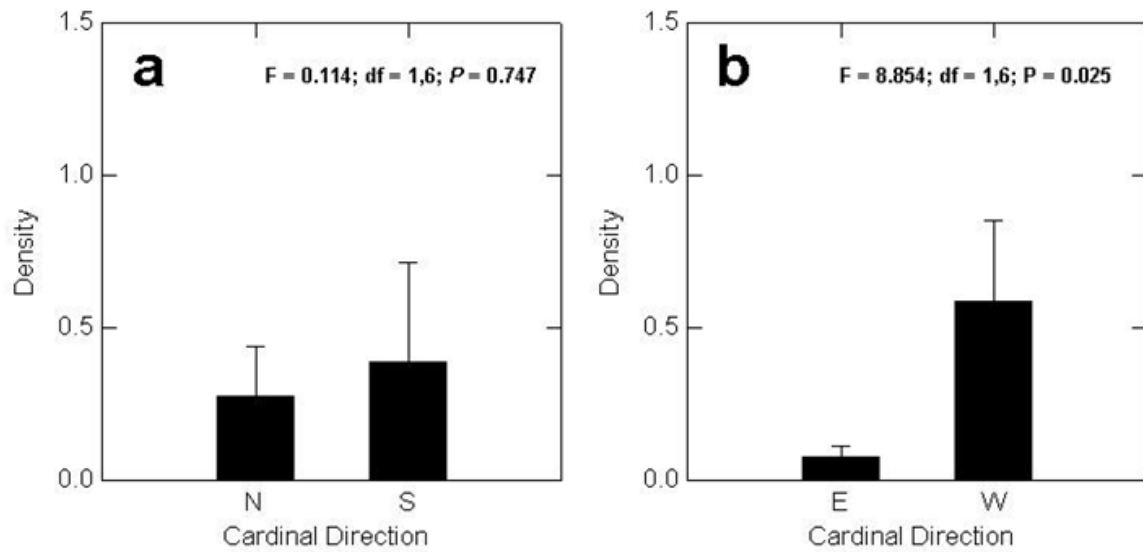 a
F = 0.114; df = 1,6; P = 0.747
1.5
1.0
0.5
0.0
Density
N
S
Cardinal Direction
b
F = 8.854; df = 1,6; P = 0.025
1.5
1.0
0.5
0.0
Density
E
W
Cardinal Direction